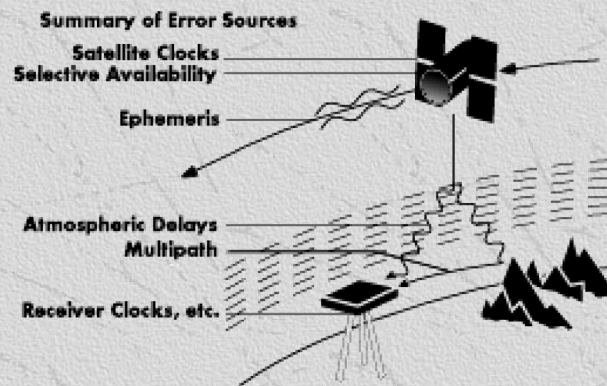 Summary of Error Sources
Satellite Clocks
Selective Availability
Ephemeris
Atmospheric Delays
Multipath
Receiver Clocks, etc.